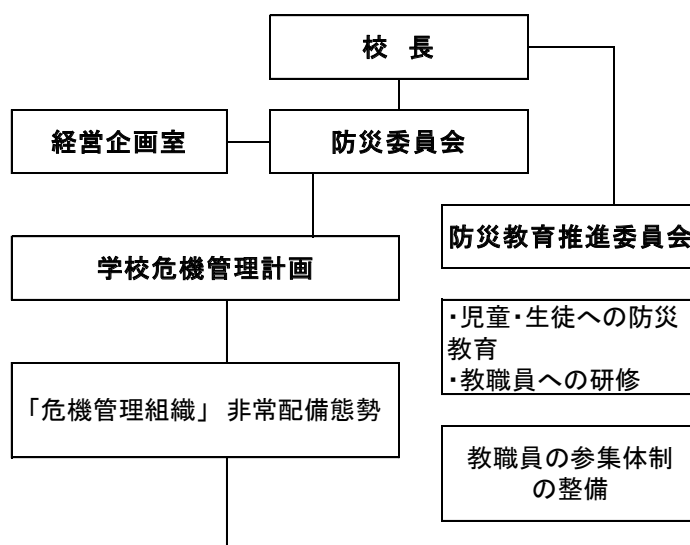 校 長
経営企画室
防災委員会
防災教育推進委員会
学校危機管理計画
・児童・生徒への防災
教育
・教職員への研修
「危機管理組織」 非常配備態勢
教職員の参集体制
の整備